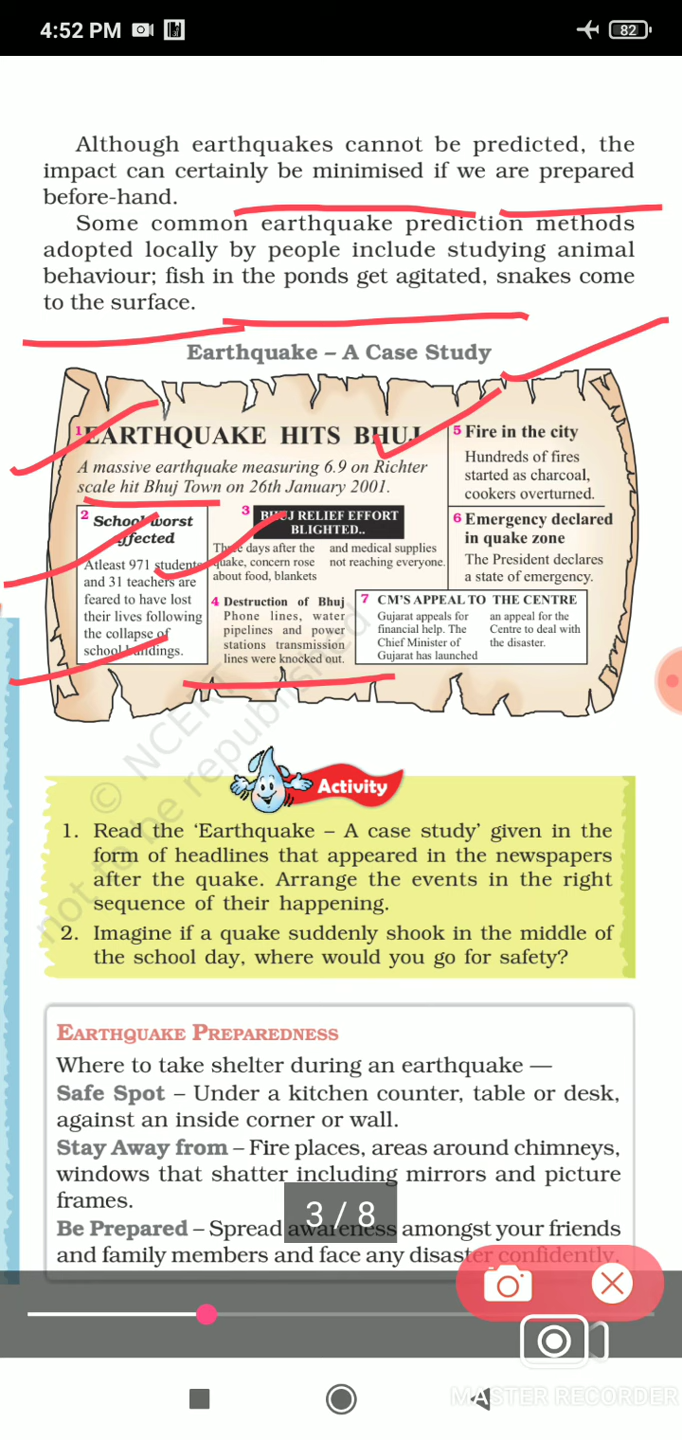 4:52 PM
82
Although earthquakes cannot be predicted, the
impact can certainly be minimised if we are prepared
before-hand.
Some common earthquake prediction methods
adopted locally by people include studying animal
behaviour; fish in the ponds get agitated, snakes come
to the surface.
Earthquake – A Case Study
1 EARTHQUAKE HITS BHUJ
A massive earthquake measuring 6.9 on Richter
scale hit Bhuj Town on 26th January 2001.
2 School worst
affected
Atleast 971 students
and 31 teachers are
feared to have lost
their lives following
the collapse of
school buildings.
3 BHUJ RELIEF EFFORT
BLIGHTED..
Three days after the
quake, concern rose
about food, blankets
and medical supplies
not reaching everyone.
4 Destruction of Bhuj
Phone lines, water
pipelines and power
stations transmission
lines were knocked out.
5 Fire in the city
Hundreds of fires
started as charcoal,
cookers overturned.
6 Emergency declared
in quake zone
The President declares
a state of emergency.
7 CM'S APPEAL TO THE CENTRE
Gujarat appeals for
financial help. The
Chief Minister of
Gujarat has launched
an appeal for the
Centre to deal with
the disaster.
© NCERT
not to be republished
Activity
1. Read the ‘Earthquake – A case study’ given in the
form of headlines that appeared in the newspapers
after the quake. Arrange the events in the right
sequence of their happening.
2. Imagine if a quake suddenly shook in the middle of
the school day, where would you go for safety?
EARTHQUAKE PREPAREDNESS
Where to take shelter during an earthquake —
Safe Spot – Under a kitchen counter, table or desk,
against an inside corner or wall.
Stay Away from – Fire places, areas around chimneys,
windows that shatter including mirrors and picture
frames.
Be Prepared – Spread awareness amongst your friends
and family members and face any disaster confidently.
3 / 8
MASTER RECORDER